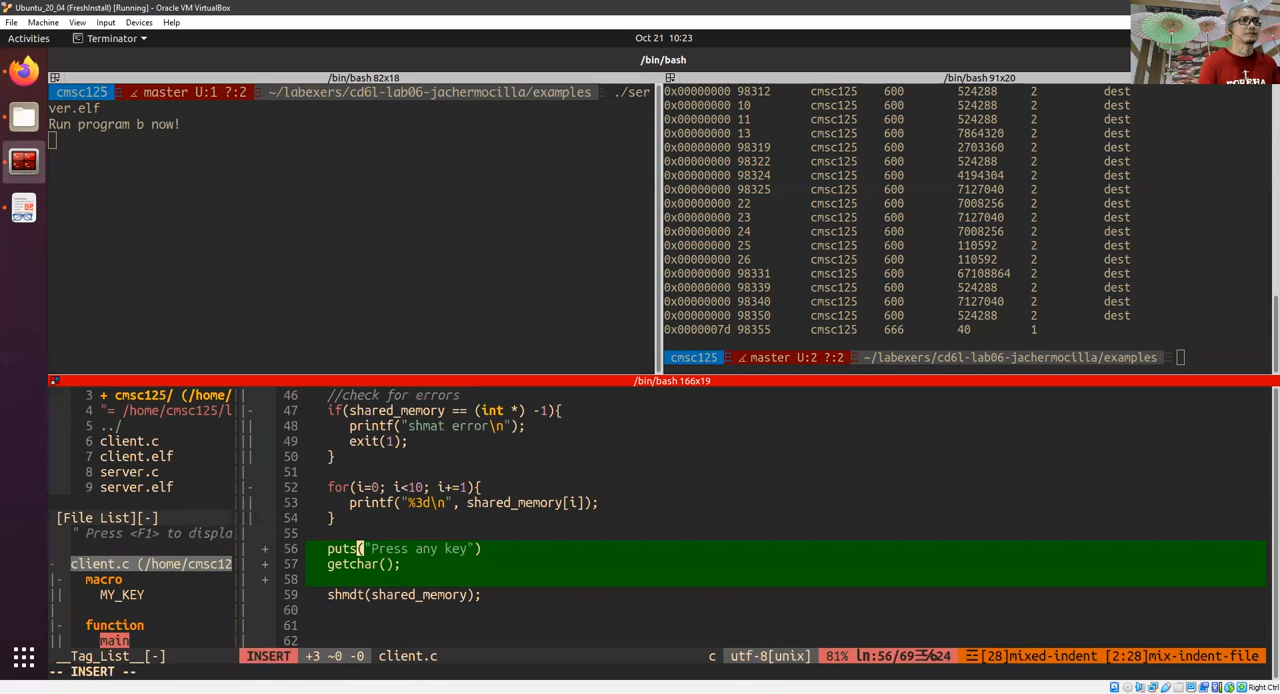 Ubuntu_20_04 (FreshInstall) [Running] - Oracle VM VirtualBox
File Machine View Input Devices Help
Activities Terminator Oct 21 10:23
/bin/bash
/bin/bash 82x18
cmsc125 master U:1 ?:2 ~/labexers/cd6l-lab06-jachermocilla/examples ./ser
ver.elf
Run program b now!
/bin/bash 91x20
0x00000000 98312 cmsc125 600 524288 2 dest
0x00000000 10 cmsc125 600 524288 2 dest
0x00000000 11 cmsc125 600 524288 2 dest
0x00000000 13 cmsc125 600 7864320 2 dest
0x00000000 98319 cmsc125 600 2703360 2 dest
0x00000000 98322 cmsc125 600 524288 2 dest
0x00000000 98324 cmsc125 600 4194304 2 dest
0x00000000 98325 cmsc125 600 7127040 2 dest
0x00000000 22 cmsc125 600 7008256 2 dest
0x00000000 23 cmsc125 600 7127040 2 dest
0x00000000 24 cmsc125 600 7008256 2 dest
0x00000000 25 cmsc125 600 110592 2 dest
0x00000000 26 cmsc125 600 110592 2 dest
0x00000000 98331 cmsc125 600 67108864 2 dest
0x00000000 98339 cmsc125 600 524288 2 dest
0x00000000 98340 cmsc125 600 7127040 2 dest
0x00000000 98350 cmsc125 600 524288 2 dest
0x0000007d 98355 cmsc125 666 40 1
cmsc125 master U:2 ?:2 ~/labexers/cd6l-lab06-jachermocilla/examples
/bin/bash 166x19
3 + cmsc125/ (/home/
4 "= /home/cmsc125/l
5 ../
6 client.c
7 client.elf
8 server.c
9 server.elf
[File List][-]
" Press <F1> to displa
client.c (/home/cmsc12
macro
MY_KEY
function
main
__Tag_List__[-]
46 //check for errors
47 if(shared_memory == (int *) -1){
48 printf("shmat error\n");
49 exit(1);
50 }
51
52 for(i=0; i<10; i+=1){
53 printf("%3d\n", shared_memory[i]);
54 }
55
+ 56 puts("Press any key")
+ 57 getchar();
+ 58
59 shmdt(shared_memory);
60
61
62
INSERT +3 ~0 -0 client.c c utf-8[unix] 81% ln:56/69 [28]mixed-indent [2:28]mix-indent-file
-- INSERT --
Right Ctrl